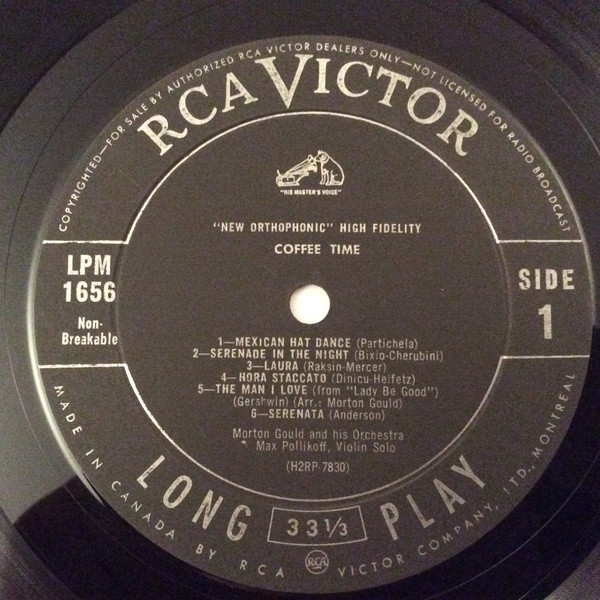 COPYRIGHTED—FOR SALE BY AUTHORIZED RCA VICTOR DEALERS ONLY—NOT LICENSED FOR RADIO BROADCAST
RCA VICTOR
"HIS MASTER'S VOICE"
"NEW ORTHOPHONIC" HIGH FIDELITY
COFFEE TIME
LPM
1656
Non-
Breakable
SIDE
1
1—MEXICAN HAT DANCE (Partichela)
2—SERENADE IN THE NIGHT (Bixio-Cherubini)
3—LAURA (Raksin-Mercer)
4—HORA STACCATO (Dinicu-Heifetz)
5—THE MAN I LOVE (from "Lady Be Good")
(Gershwin) (Arr.: Morton Gould)
6—SERENATA (Anderson)
Morton Gould and his Orchestra
Max Pollikoff, Violin Solo
(H2RP-7830)
LONG 33 1/3 PLAY
RCA
MADE IN CANADA BY RCA VICTOR COMPANY, LTD., MONTREAL